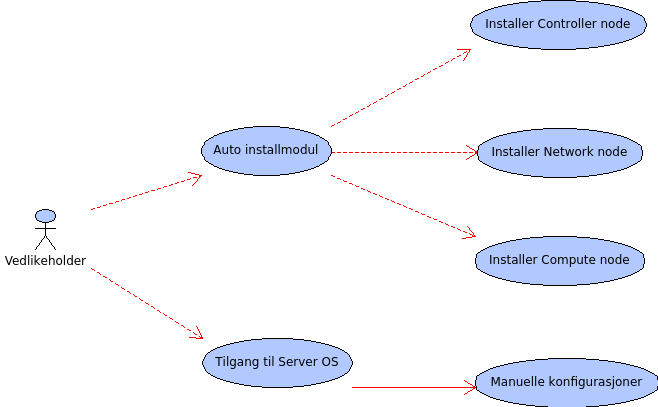 Installer Controller node
Auto installmodul
Installer Network node
Vedlikeholder
Installer Compute node
Tilgang til Server OS
Manuelle konfigurasjoner